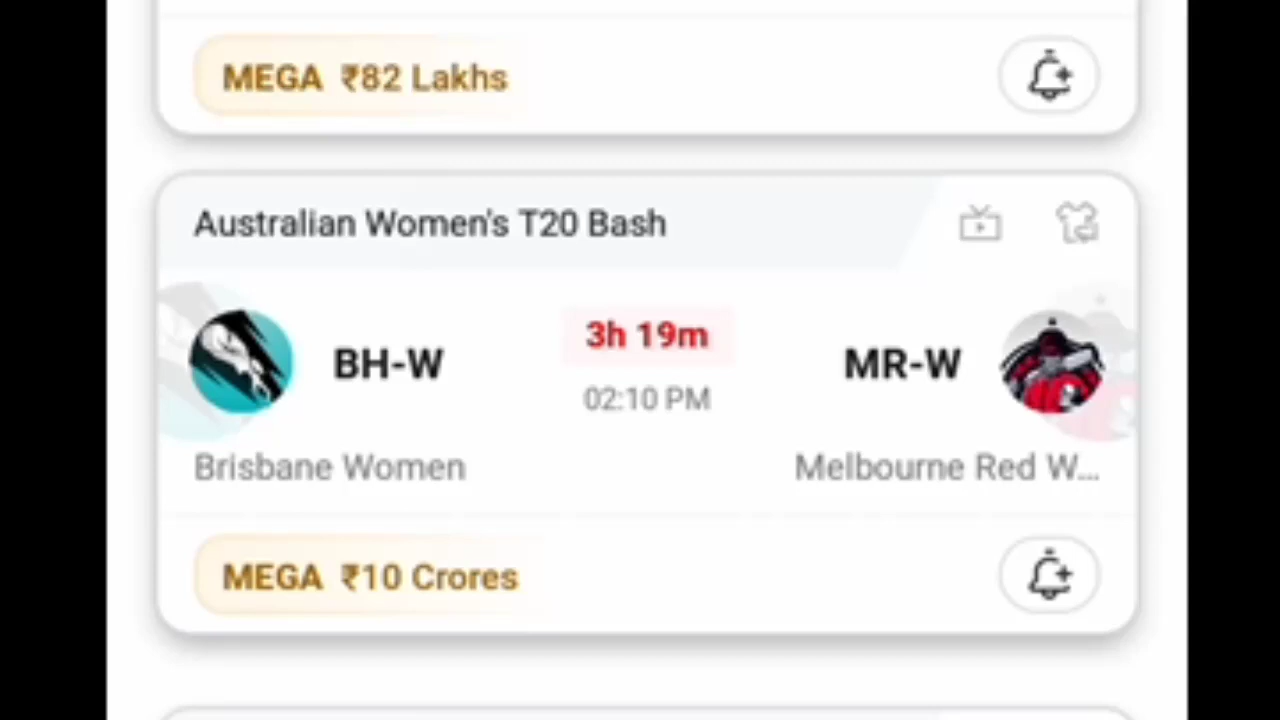 MEGA ₹82 Lakhs
Australian Women's T20 Bash
BH-W
3h 19m
MR-W
02:10 PM
Brisbane Women
Melbourne Red W...
MEGA ₹10 Crores